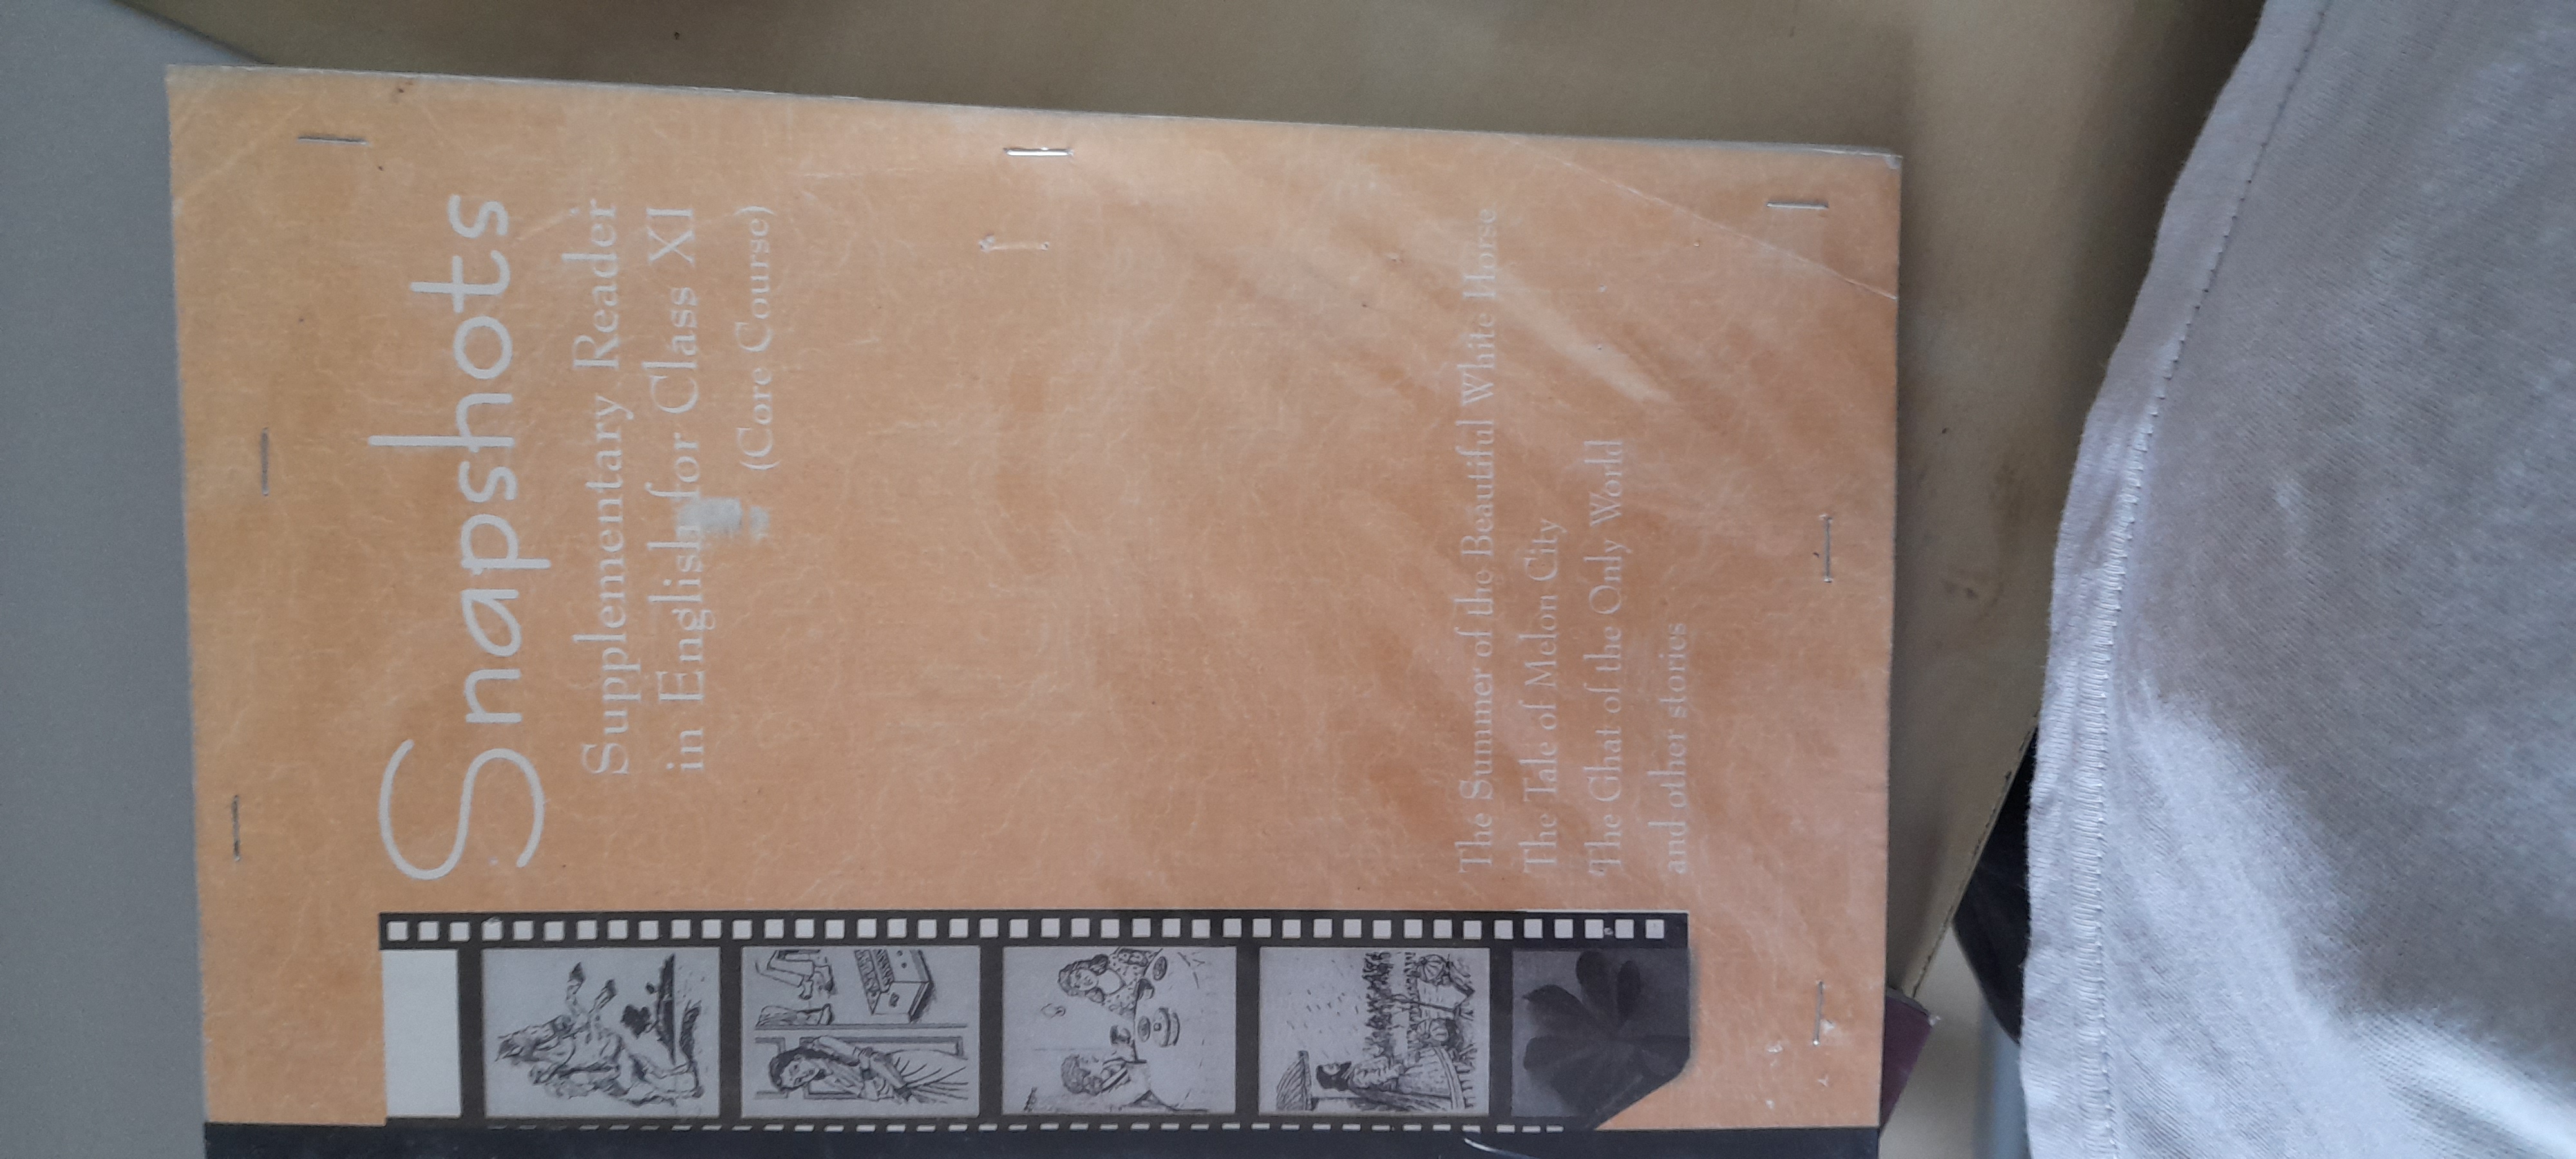 Snapshots
Supplementary Reader
in English for Class XI
(Core Course)
The Summer of the Beautiful White Horse
The Tale of Melon City
The Ghat of the Only World
and other stories